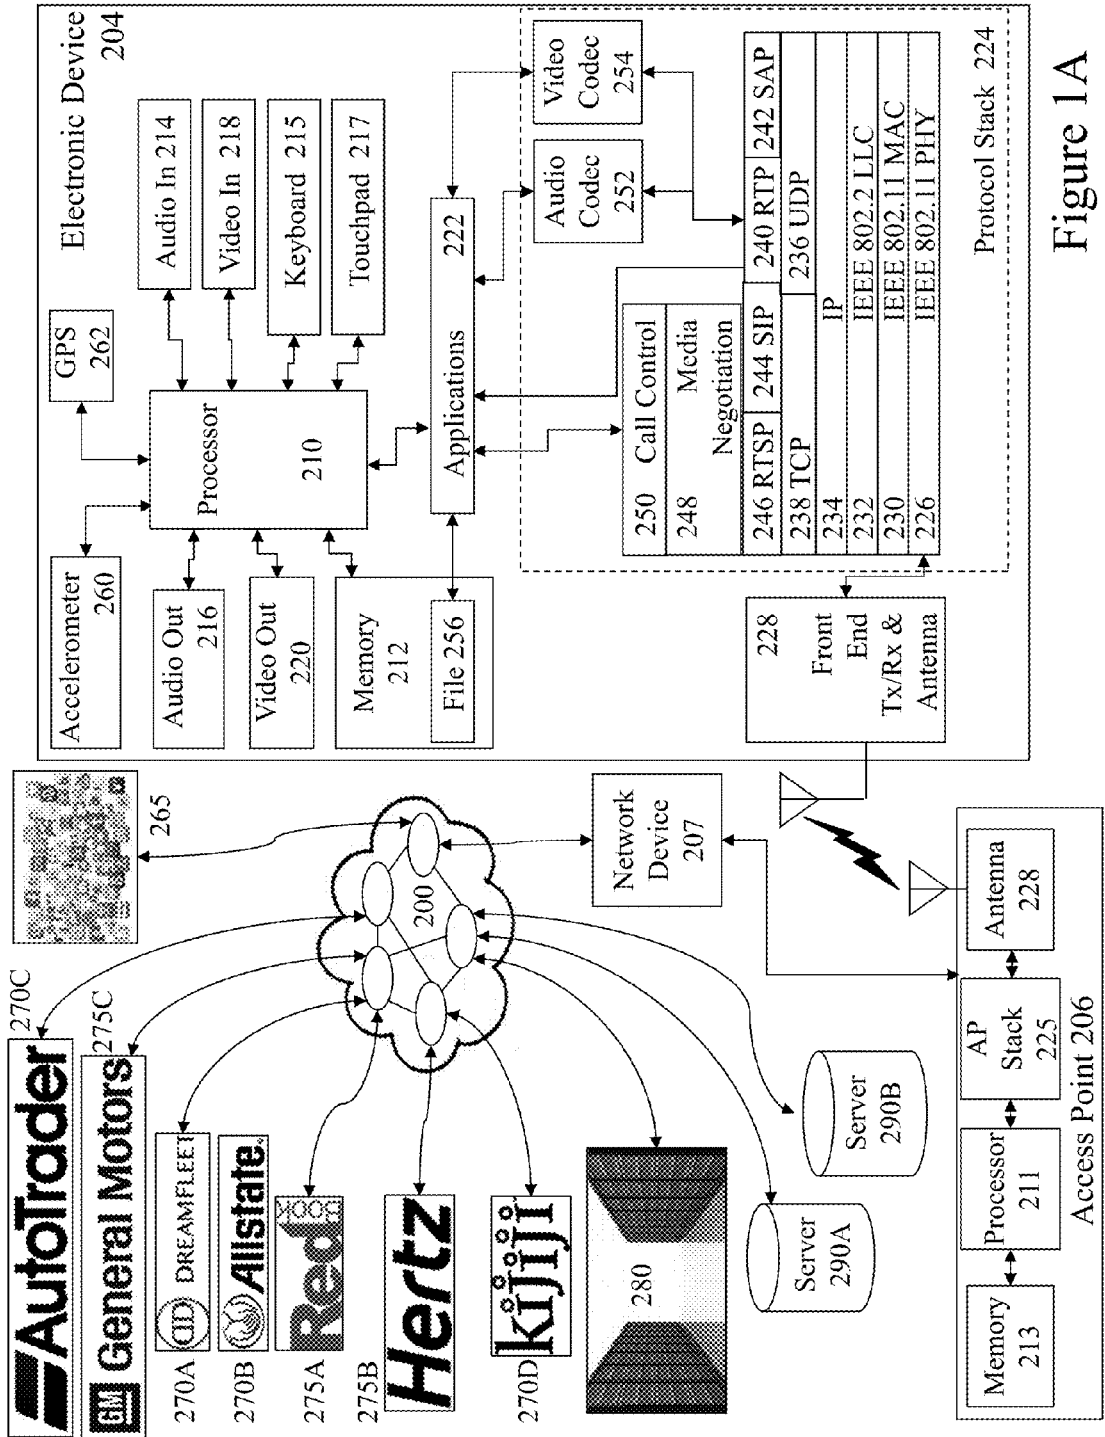 AutoTrader
270C
GM General Motors
275C
270A
DD DREAMFLEET
270B
Allstate®
275A
Red BOOK
275B
Hertz
270D
kijiji
280
Server
290A
Server
290B
200
265
Network
Device
207
Memory
213
Processor
211
AP
Stack
225
Antenna
228
Access Point 206
Electronic Device
204
Accelerometer
260
GPS
262
Audio Out
216
Video Out
220
Memory
212
File 256
Processor
210
Audio In 214
Video In 218
Keyboard 215
Touchpad 217
Applications 222
Audio
Codec
252
Video
Codec
254
250 Call Control
248 Media
Negotiation
246 RTSP
244 SIP
240 RTP
242 SAP
238 TCP
236 UDP
234 IP
232 IEEE 802.2 LLC
230 IEEE 802.11 MAC
226 IEEE 802.11 PHY
Protocol Stack 224
228
Front
End
Tx/Rx &
Antenna
Figure 1A